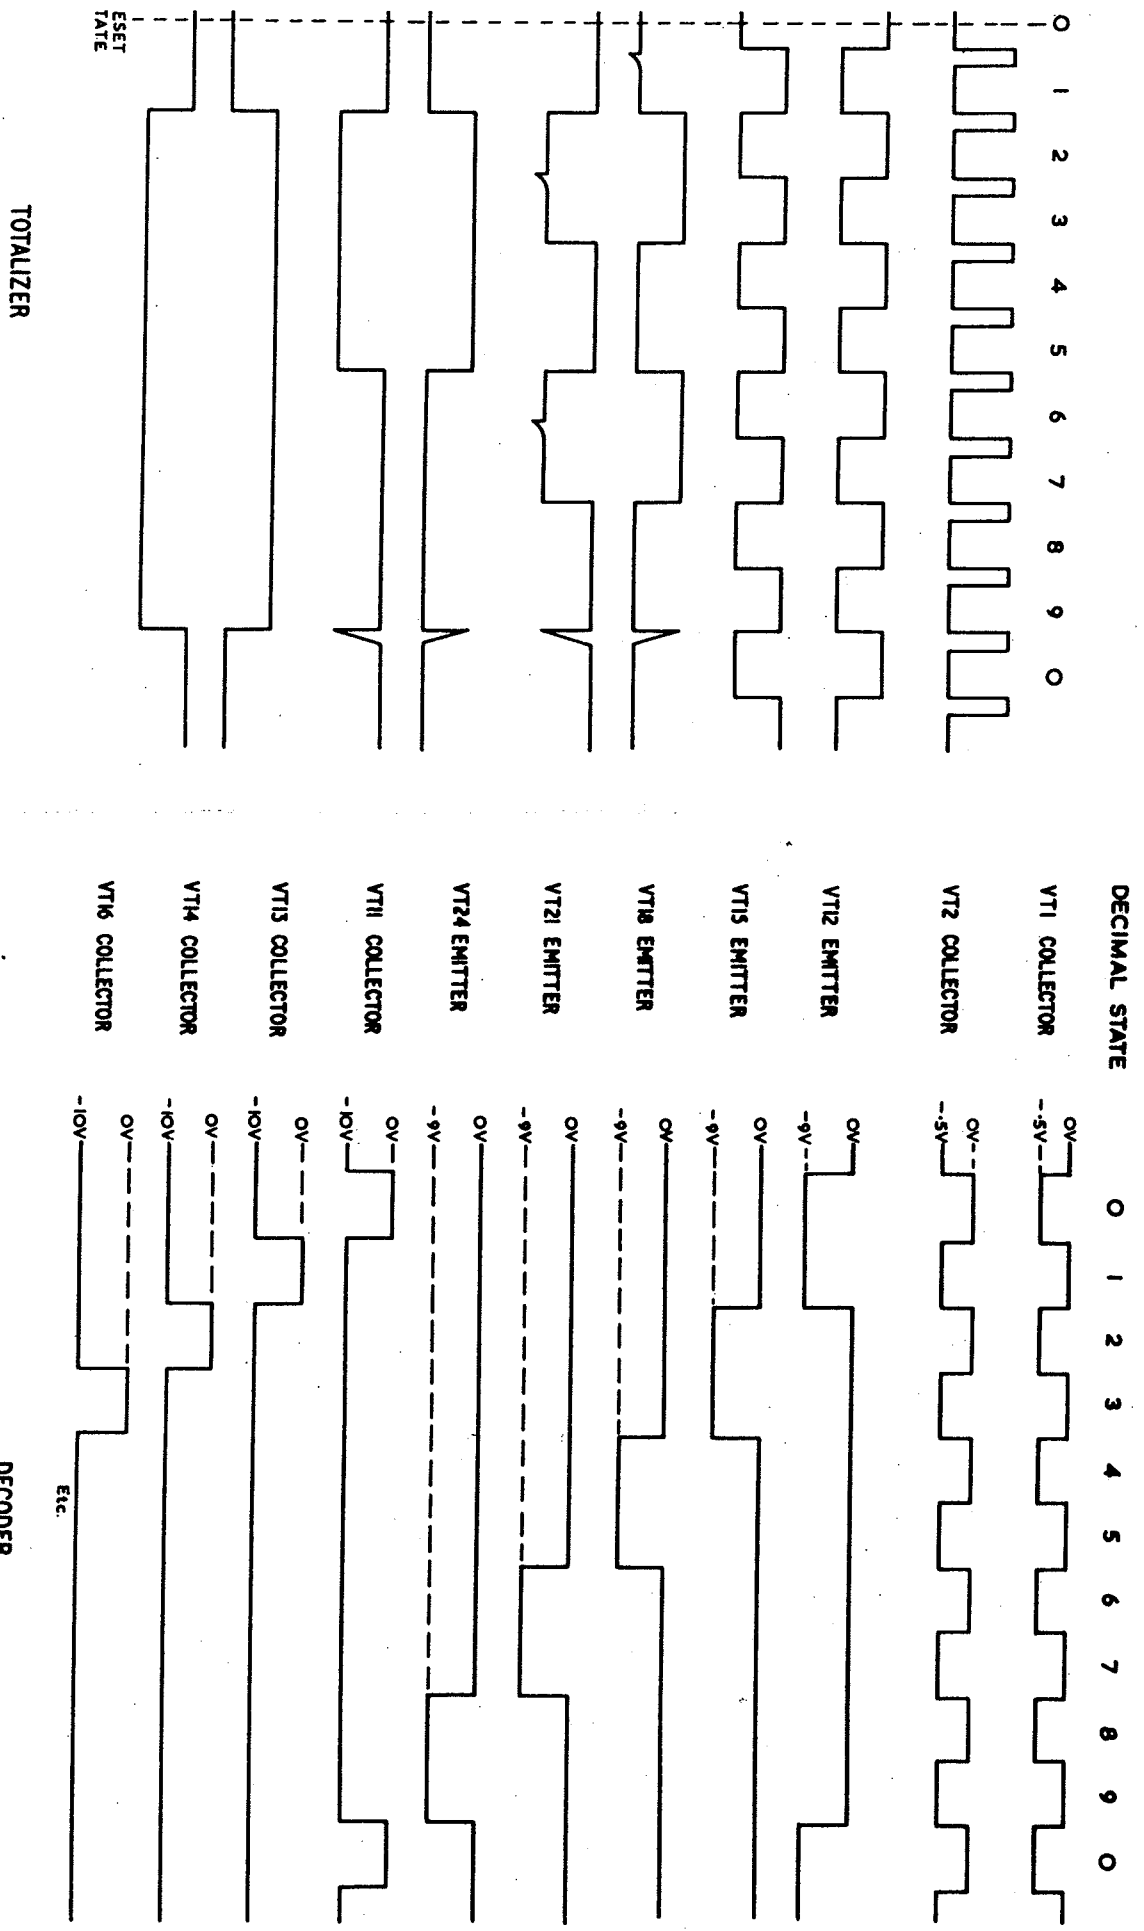 0 1 2 3 4 5 6 7 8 9 0
ESET
TATE
TOTALIZER
DECIMAL STATE 0 1 2 3 4 5 6 7 8 9 0
VT1 COLLECTOR 0V -.5V
VT2 COLLECTOR 0V -.5V
VT12 EMITTER 0V -9V
VT15 EMITTER 0V -9V
VT18 EMITTER 0V -9V
VT21 EMITTER 0V -9V
VT24 EMITTER 0V -9V
VT11 COLLECTOR 0V -10V
VT13 COLLECTOR 0V -10V
VT14 COLLECTOR 0V -10V
VT16 COLLECTOR 0V -10V
Etc.
DECODER